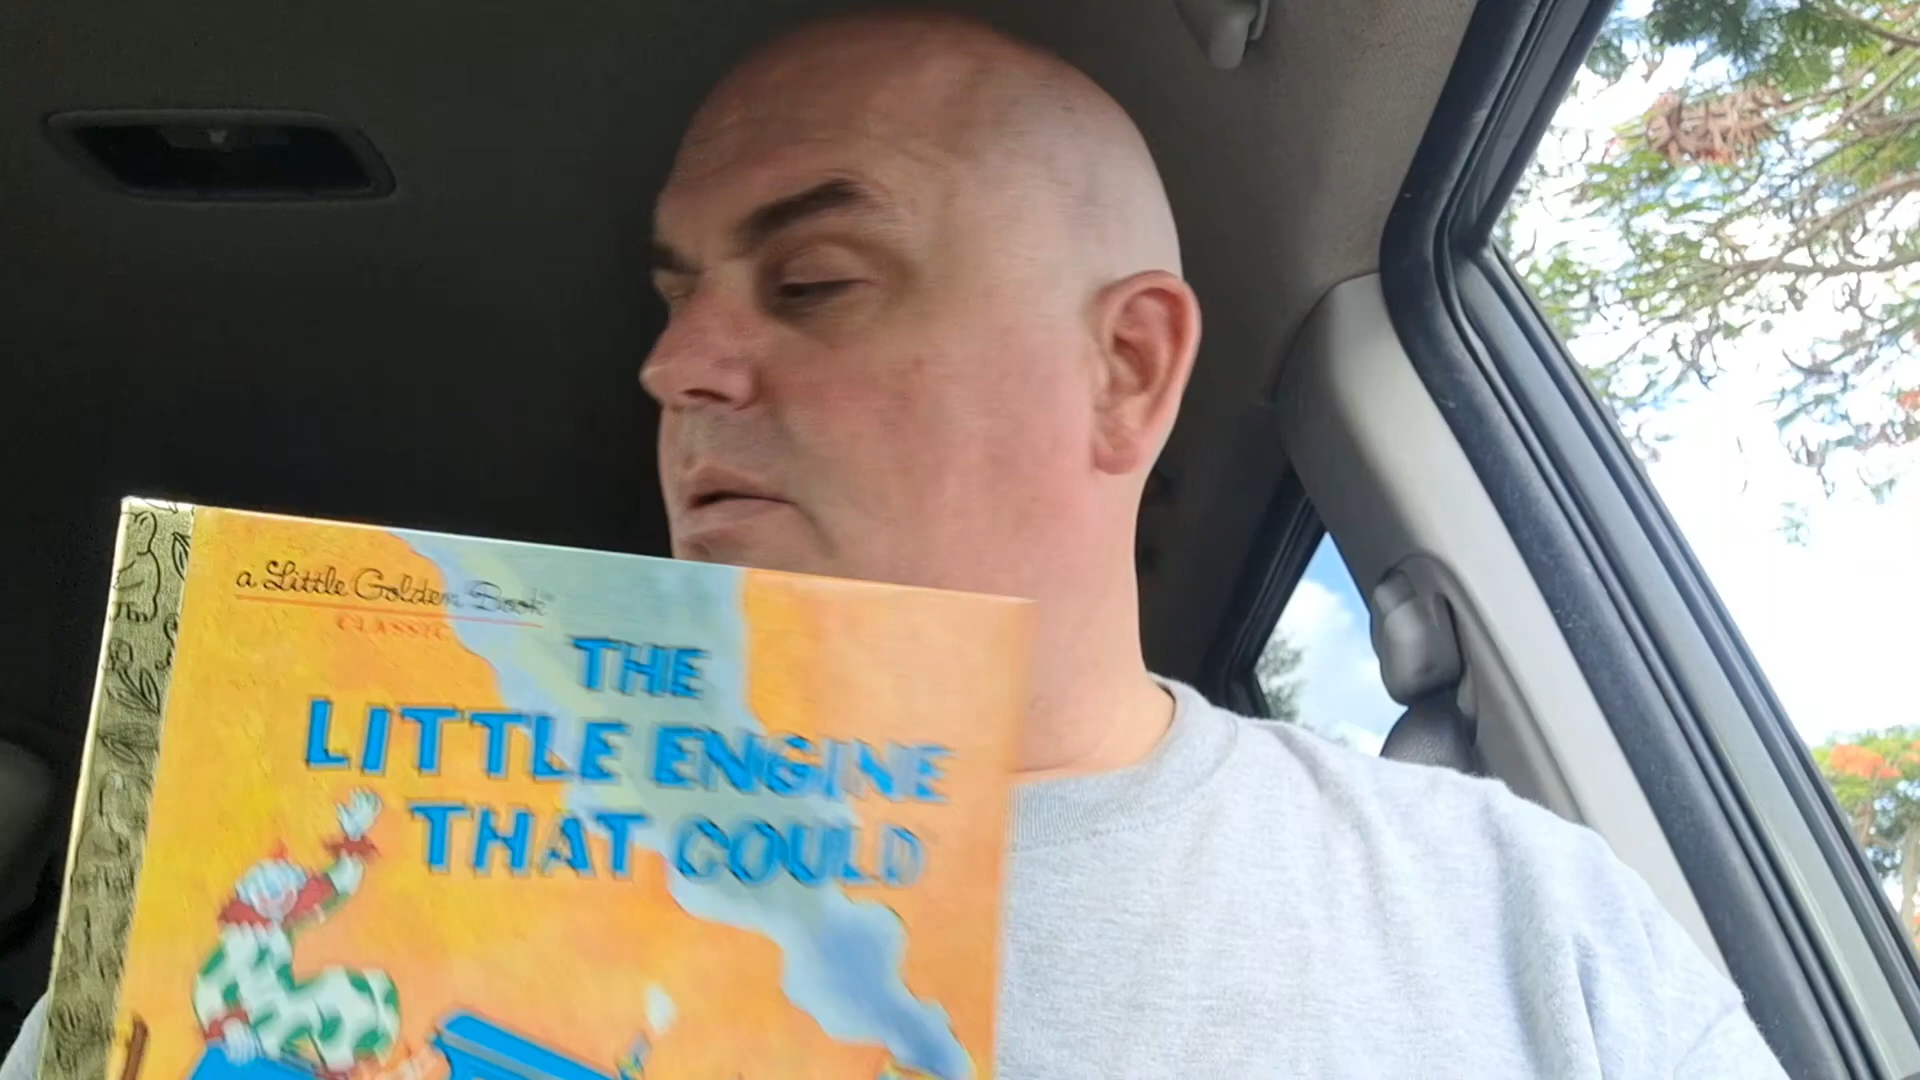 a Little Golden Book
CLASSIC
THE
LITTLE ENGINE
THAT COULD